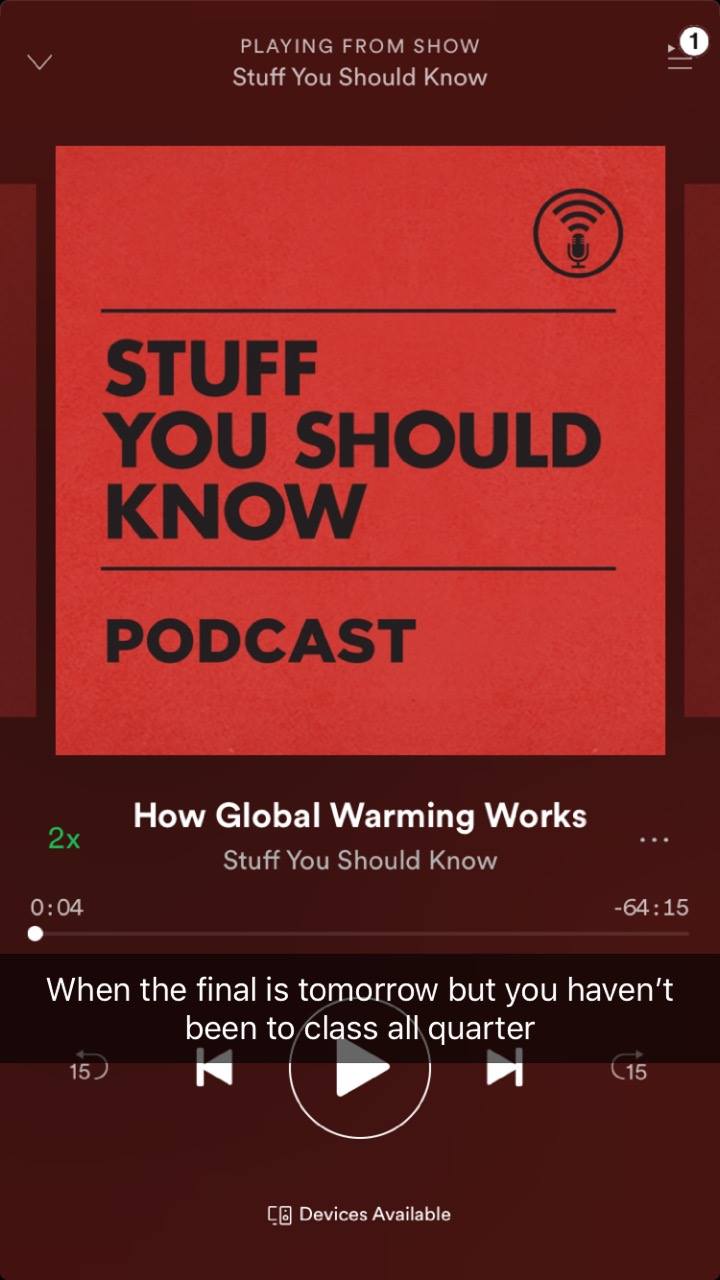 PLAYING FROM SHOW
1
Stuff You Should Know
STUFF
YOU SHOULD
KNOW
PODCAST
How Global Warming Works
2x
Stuff You Should Know
0:04
-64:15
When the final is tomorrow but you haven't
been to class all quarter
15
15
Devices Available